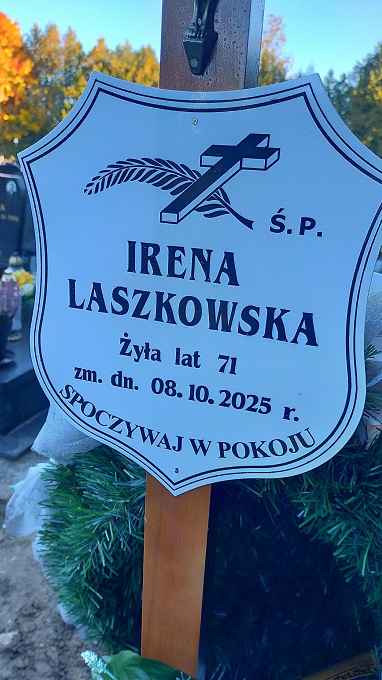 Ś.P.
IRENA
LASZKOWSKA
Żyła lat 71
zm. dn. 08.10.2025 r.
SPOCZYWAJ W POKOJU